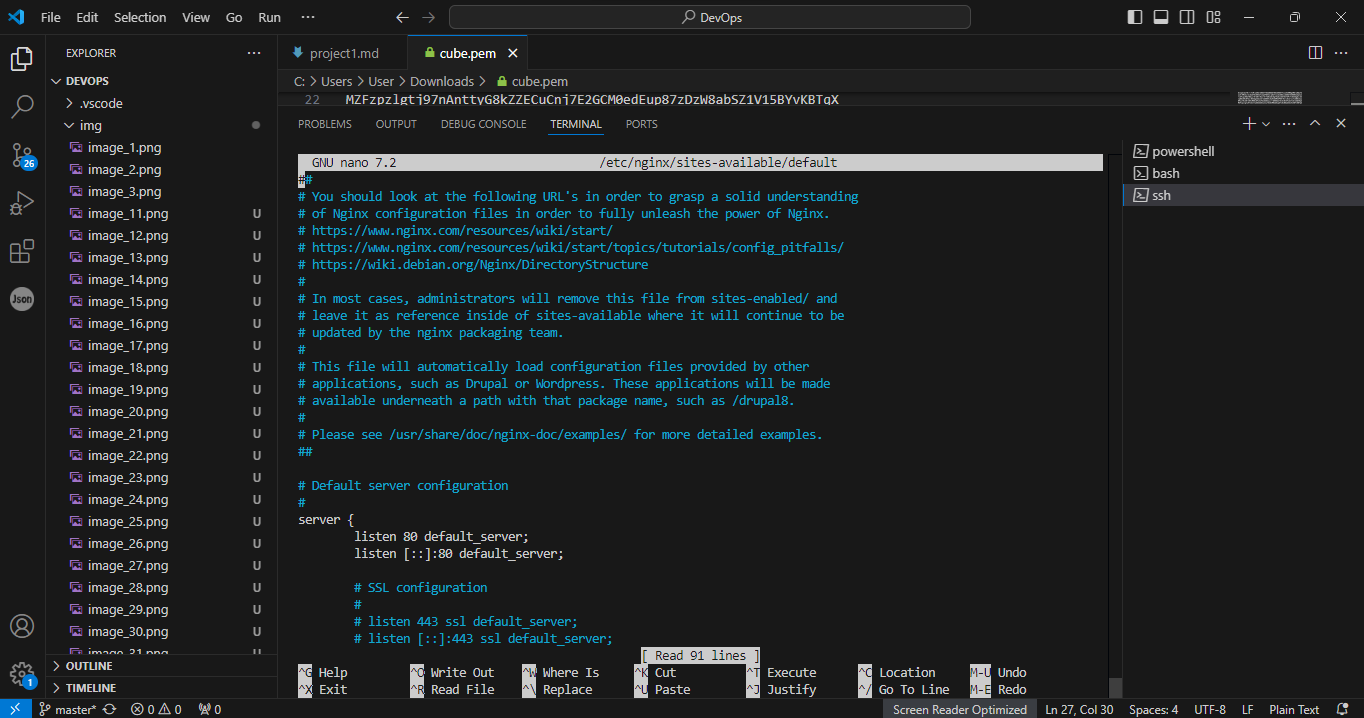 File Edit Selection View Go Run ··· DevOps
EXPLORER ···
project1.md cube.pem
DEVOPS
C: > Users > User > Downloads > cube.pem
.vscode
22 MZFzpzlgtj97nAnttyG8kZZECuCnj7E2GCM0edEup87zDzW8abSZ1V15BYvKBTqX
img
PROBLEMS OUTPUT DEBUG CONSOLE TERMINAL PORTS
image_1.png
image_2.png
image_3.png
image_11.png U
image_12.png U
image_13.png U
image_14.png U
image_15.png U
image_16.png U
image_17.png U
image_18.png U
image_19.png U
image_20.png U
image_21.png U
image_22.png U
image_23.png U
image_24.png U
image_25.png U
image_26.png U
image_27.png U
image_28.png U
image_29.png U
image_30.png U
image_31.png U
OUTLINE
TIMELINE
26
Json
1
GNU nano 7.2 /etc/nginx/sites-available/default
##
# You should look at the following URL's in order to grasp a solid understanding
# of Nginx configuration files in order to fully unleash the power of Nginx.
# https://www.nginx.com/resources/wiki/start/
# https://www.nginx.com/resources/wiki/start/topics/tutorials/config_pitfalls/
# https://wiki.debian.org/Nginx/DirectoryStructure
#
# In most cases, administrators will remove this file from sites-enabled/ and
# leave it as reference inside of sites-available where it will continue to be
# updated by the nginx packaging team.
#
# This file will automatically load configuration files provided by other
# applications, such as Drupal or Wordpress. These applications will be made
# available underneath a path with that package name, such as /drupal8.
#
# Please see /usr/share/doc/nginx-doc/examples/ for more detailed examples.
##
# Default server configuration
#
server {
listen 80 default_server;
listen [::]:80 default_server;
# SSL configuration
#
# listen 443 ssl default_server;
# listen [::]:443 ssl default_server;
[ Read 91 lines ]
^G Help ^O Write Out ^W Where Is ^K Cut ^T Execute ^C Location M-U Undo
^X Exit ^R Read File ^\ Replace ^U Paste ^J Justify ^/ Go To Line M-E Redo
powershell
bash
ssh
master* 0 0 0 Screen Reader Optimized Ln 27, Col 30 Spaces: 4 UTF-8 LF Plain Text